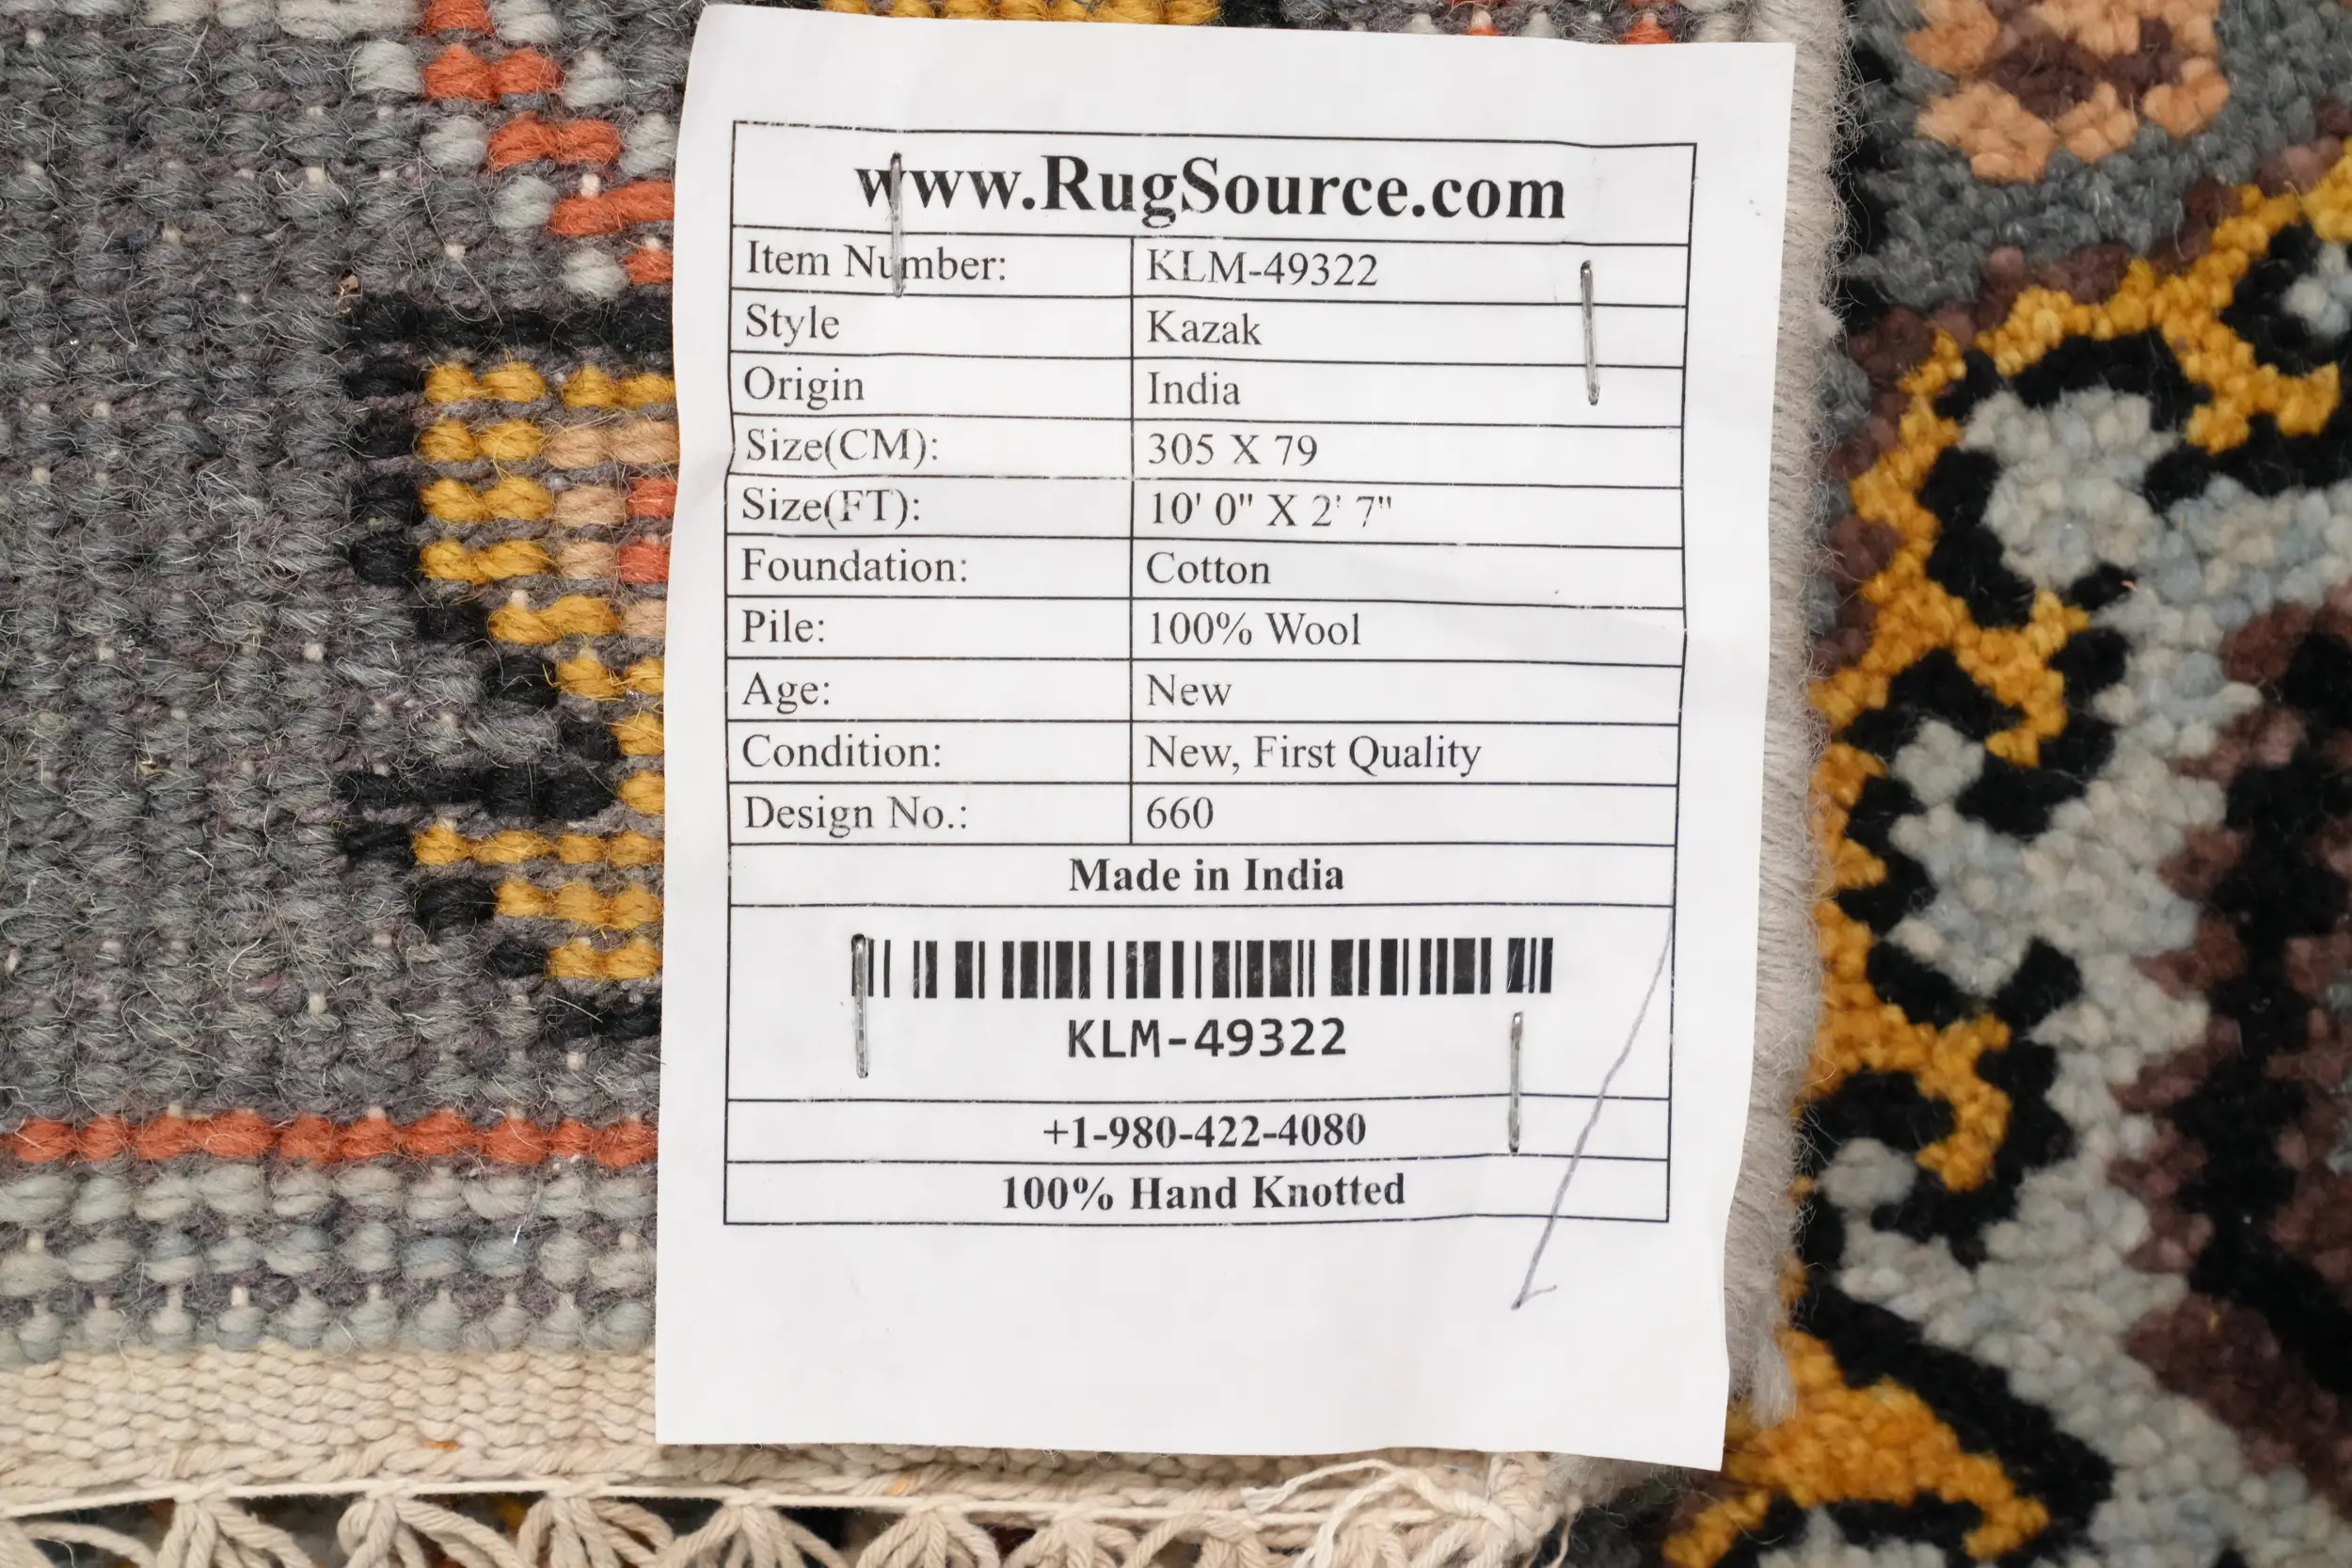 www.RugSource.com
Item Number: KLM-49322
Style Kazak
Origin India
Size(CM): 305 X 79
Size(FT): 10' 0" X 2' 7"
Foundation: Cotton
Pile: 100% Wool
Age: New
Condition: New, First Quality
Design No.: 660
Made in India
KLM-49322
+1-980-422-4080
100% Hand Knotted